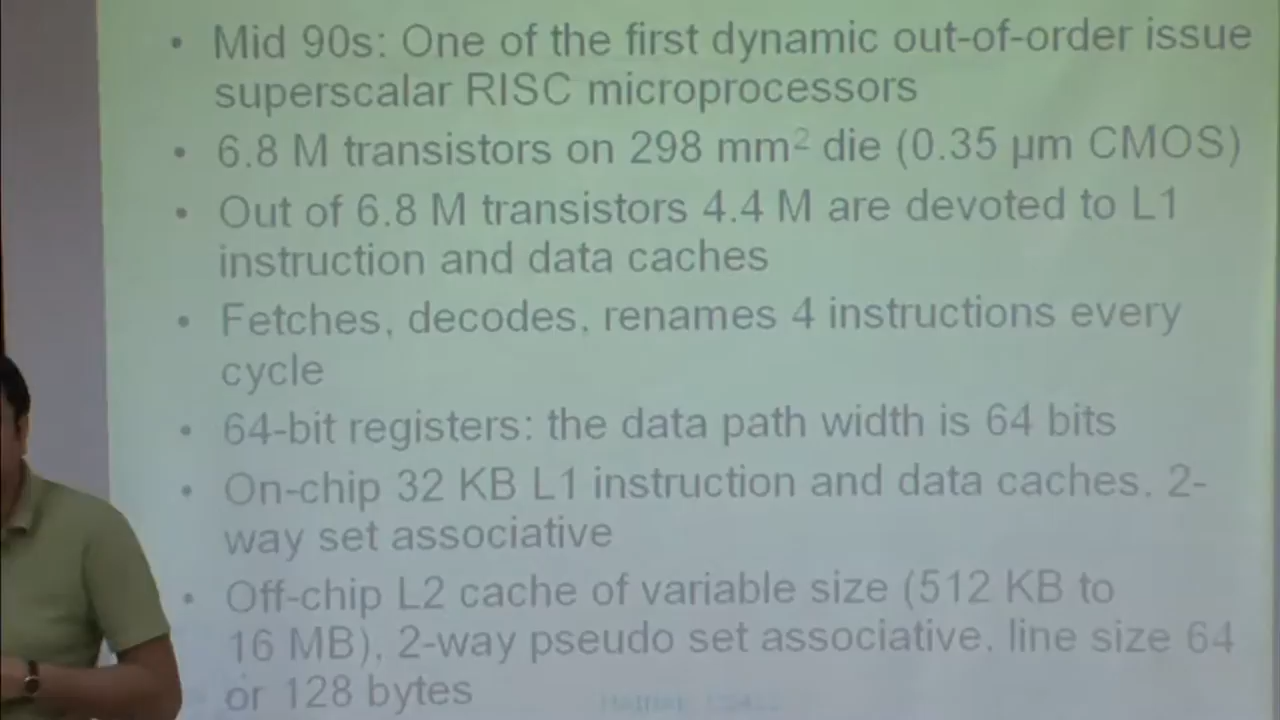 • Mid 90s: One of the first dynamic out-of-order issue
superscalar RISC microprocessors
• 6.8 M transistors on 298 mm² die (0.35 µm CMOS)
• Out of 6.8 M transistors 4.4 M are devoted to L1
instruction and data caches
• Fetches, decodes, renames 4 instructions every
cycle
• 64-bit registers: the data path width is 64 bits
• On-chip 32 KB L1 instruction and data caches, 2-
way set associative
• Off-chip L2 cache of variable size (512 KB to
16 MB), 2-way pseudo set associative, line size 64
or 128 bytes